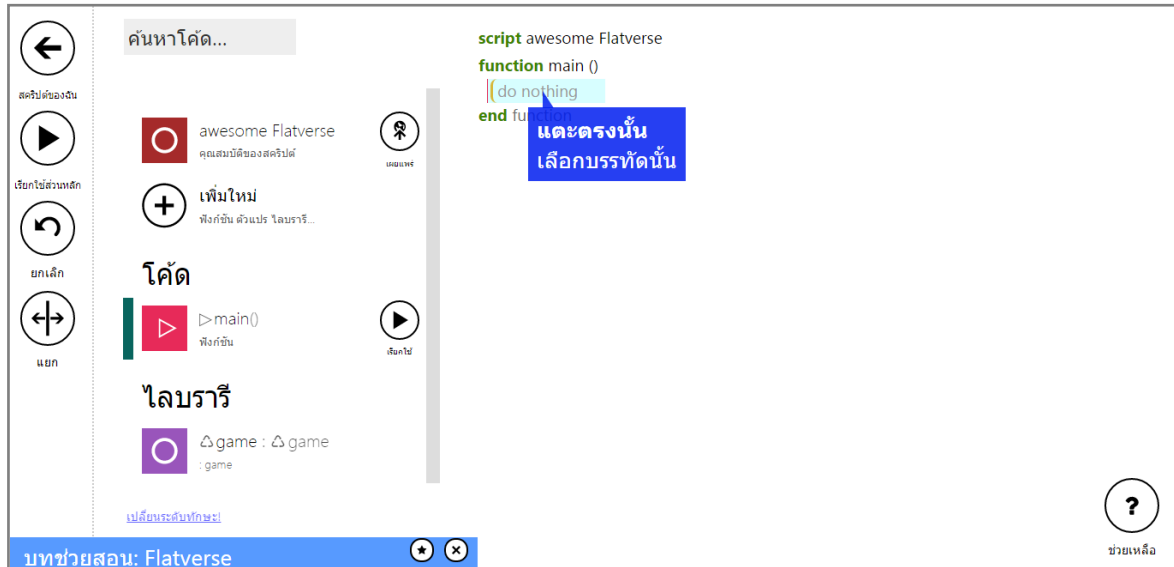 สคริปต์ของฉัน
เรียกใช้ส่วนหลัก
ยกเลิก
แยก
ค้นหาโค้ด...
awesome Flatverse
คุณสมบัติของสคริปต์
เผยแพร่
เพิ่มใหม่
ฟังก์ชัน ตัวแปร ไลบรารี...
โค้ด
main()
ฟังก์ชัน
เรียกใช้
ไลบรารี
game : game
: game
เปลี่ยนระดับทักษะ!
บทช่วยสอน: Flatverse
script awesome Flatverse
function main ()
do nothing
end function
แตะตรงนั้น
เลือกบรรทัดนั้น
?
ช่วยเหลือ